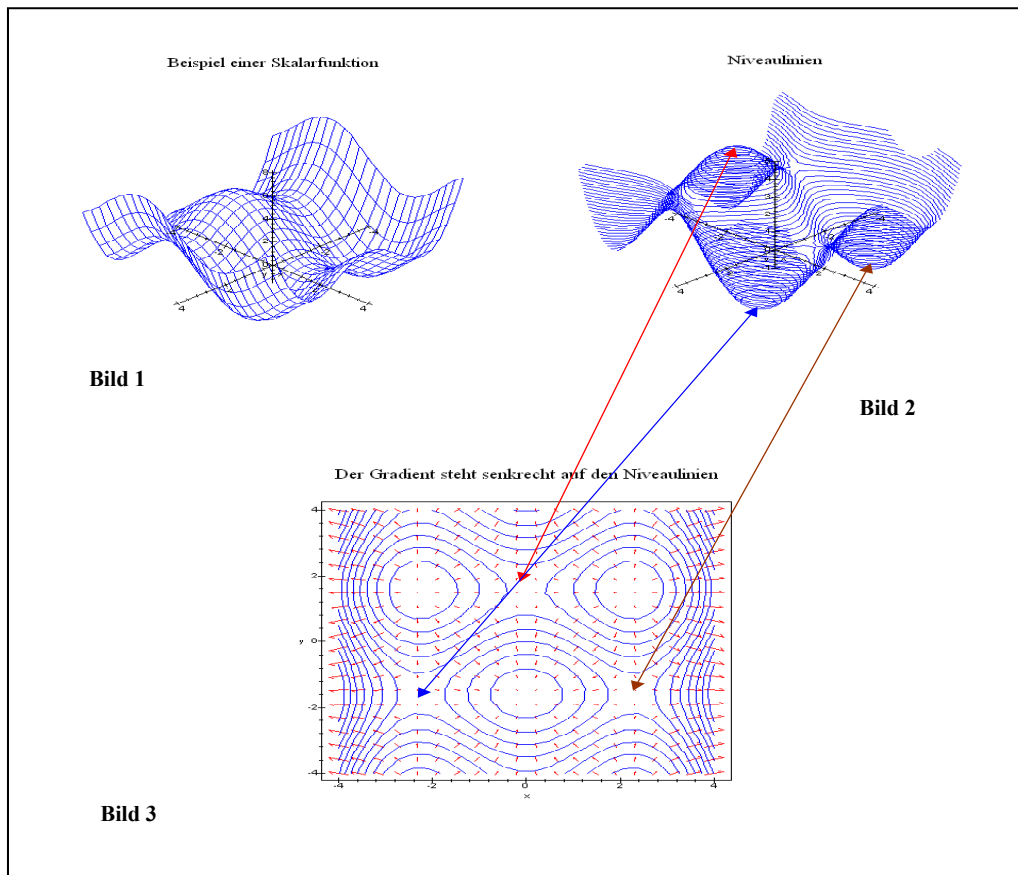 Beispiel einer Skalarfunktion
Niveaulinien
Bild 1
Bild 2
Der Gradient steht senkrecht auf den Niveaulinien
4
2
y 0
-2
-4
-4 -2 0 2 4
x
Bild 3